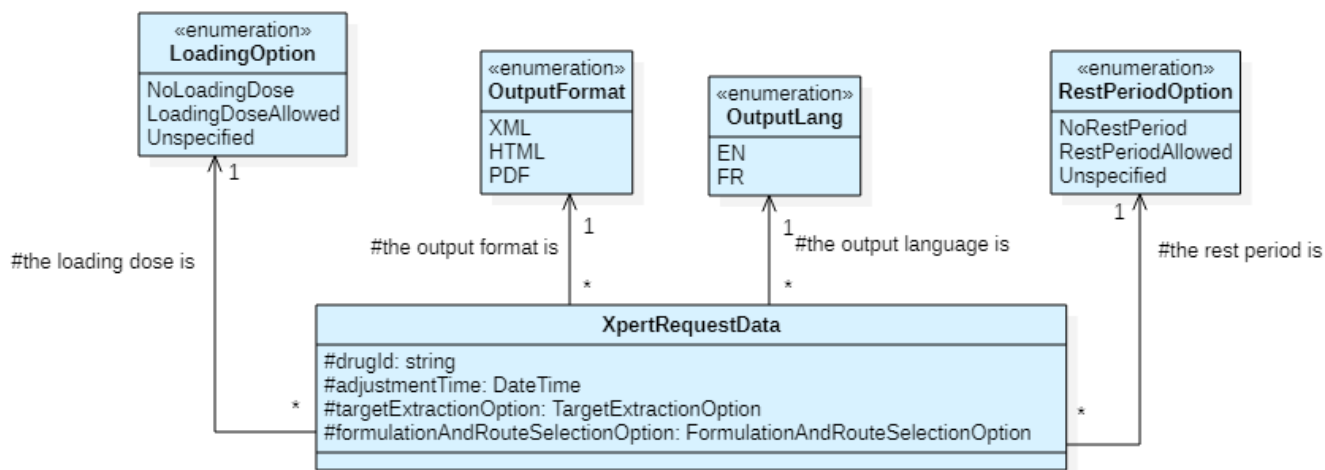 «enumeration»
LoadingOption
NoLoadingDose
LoadingDoseAllowed
Unspecified
«enumeration»
OutputFormat
XML
HTML
PDF
«enumeration»
OutputLang
EN
FR
«enumeration»
RestPeriodOption
NoRestPeriod
RestPeriodAllowed
Unspecified
1
1
1
1
#the loading dose is
#the output format is
#the output language is
#the rest period is
*
*
*
*
XpertRequestData
#drugId: string
#adjustmentTime: DateTime
#targetExtractionOption: TargetExtractionOption
#formulationAndRouteSelectionOption: FormulationAndRouteSelectionOption